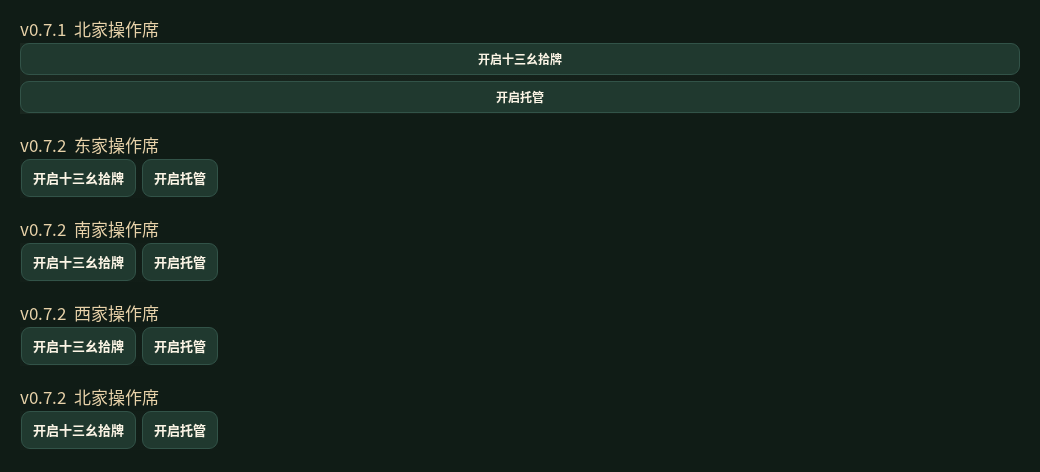 v0.7.1 北家操作席
开启十三幺拾牌
开启托管
v0.7.2 东家操作席
开启十三幺拾牌 开启托管
v0.7.2 南家操作席
开启十三幺拾牌 开启托管
v0.7.2 西家操作席
开启十三幺拾牌 开启托管
v0.7.2 北家操作席
开启十三幺拾牌 开启托管